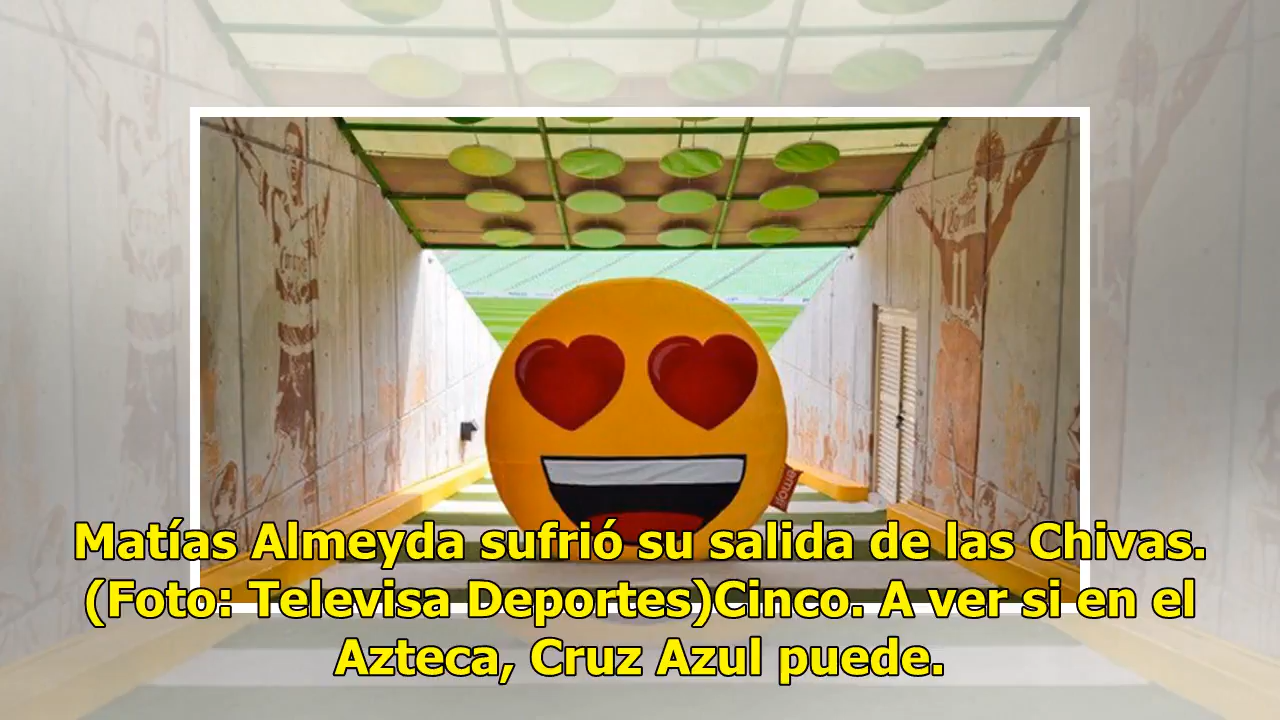 emoji
Matías Almeyda sufrió su salida de las Chivas.
(Foto: Televisa Deportes)Cinco. A ver si en el
Azteca, Cruz Azul puede.